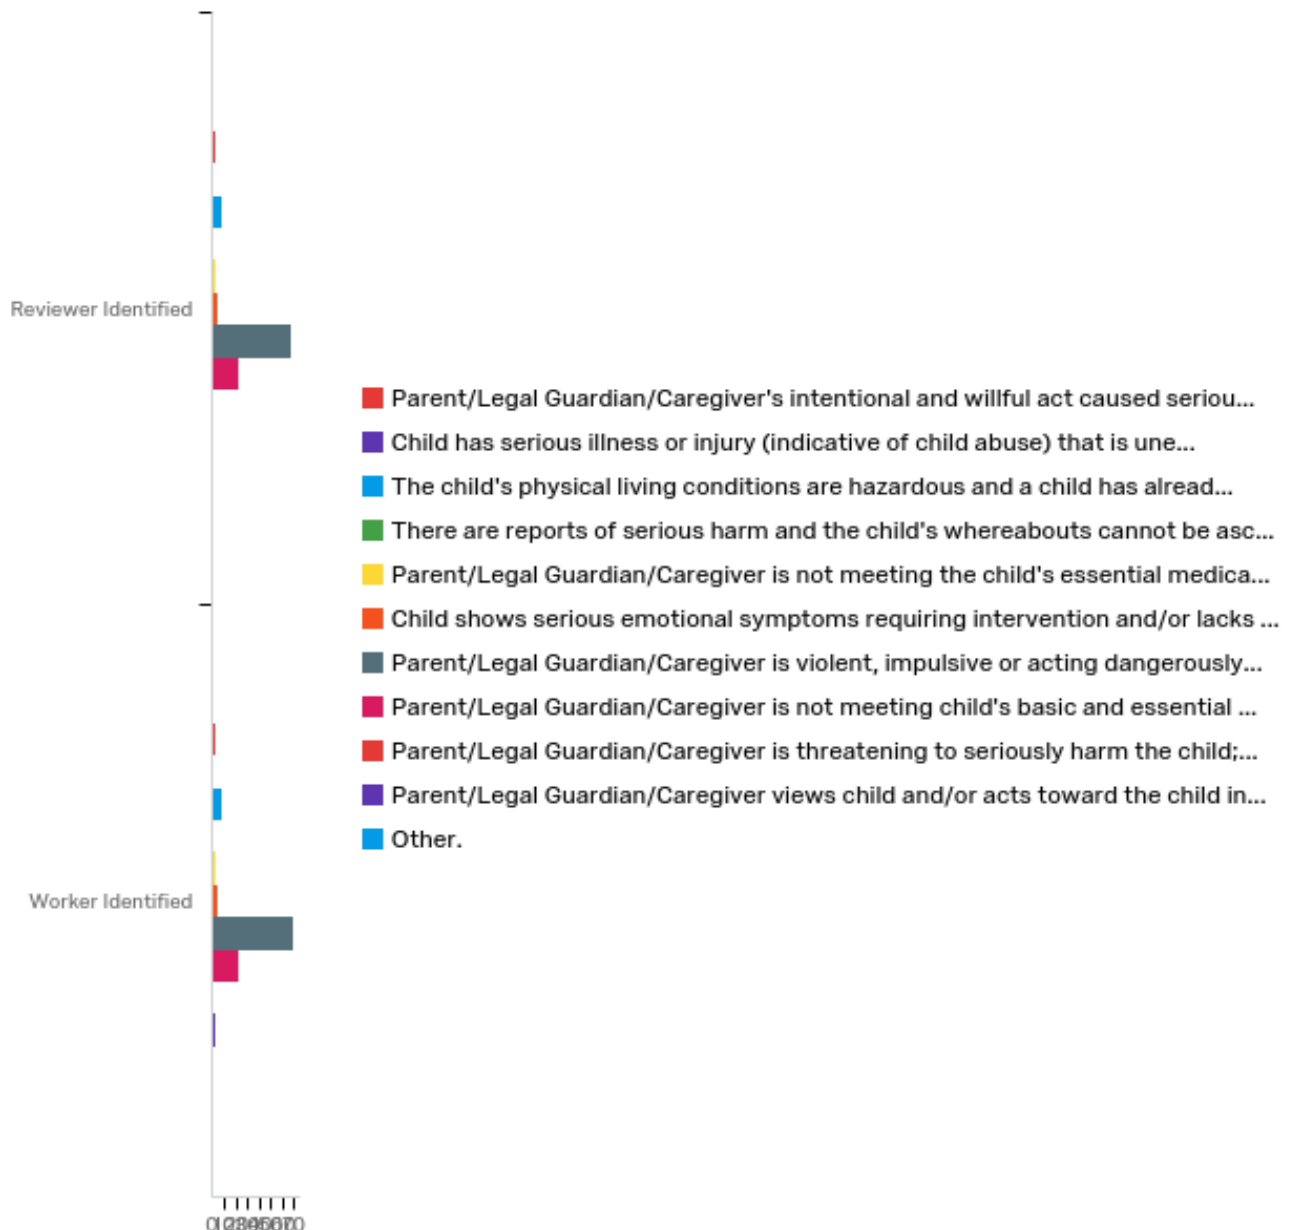 Reviewer Identified
Parent/Legal Guardian/Caregiver's intentional and willful act caused seriou...
Child has serious illness or injury (indicative of child abuse) that is une...
The child's physical living conditions are hazardous and a child has alread...
There are reports of serious harm and the child's whereabouts cannot be asc...
Parent/Legal Guardian/Caregiver is not meeting the child's essential medica...
Child shows serious emotional symptoms requiring intervention and/or lacks ...
Parent/Legal Guardian/Caregiver is violent, impulsive or acting dangerously...
Parent/Legal Guardian/Caregiver is not meeting child's basic and essential ...
Parent/Legal Guardian/Caregiver is threatening to seriously harm the child;...
Parent/Legal Guardian/Caregiver views child and/or acts toward the child in...
Other.
Worker Identified